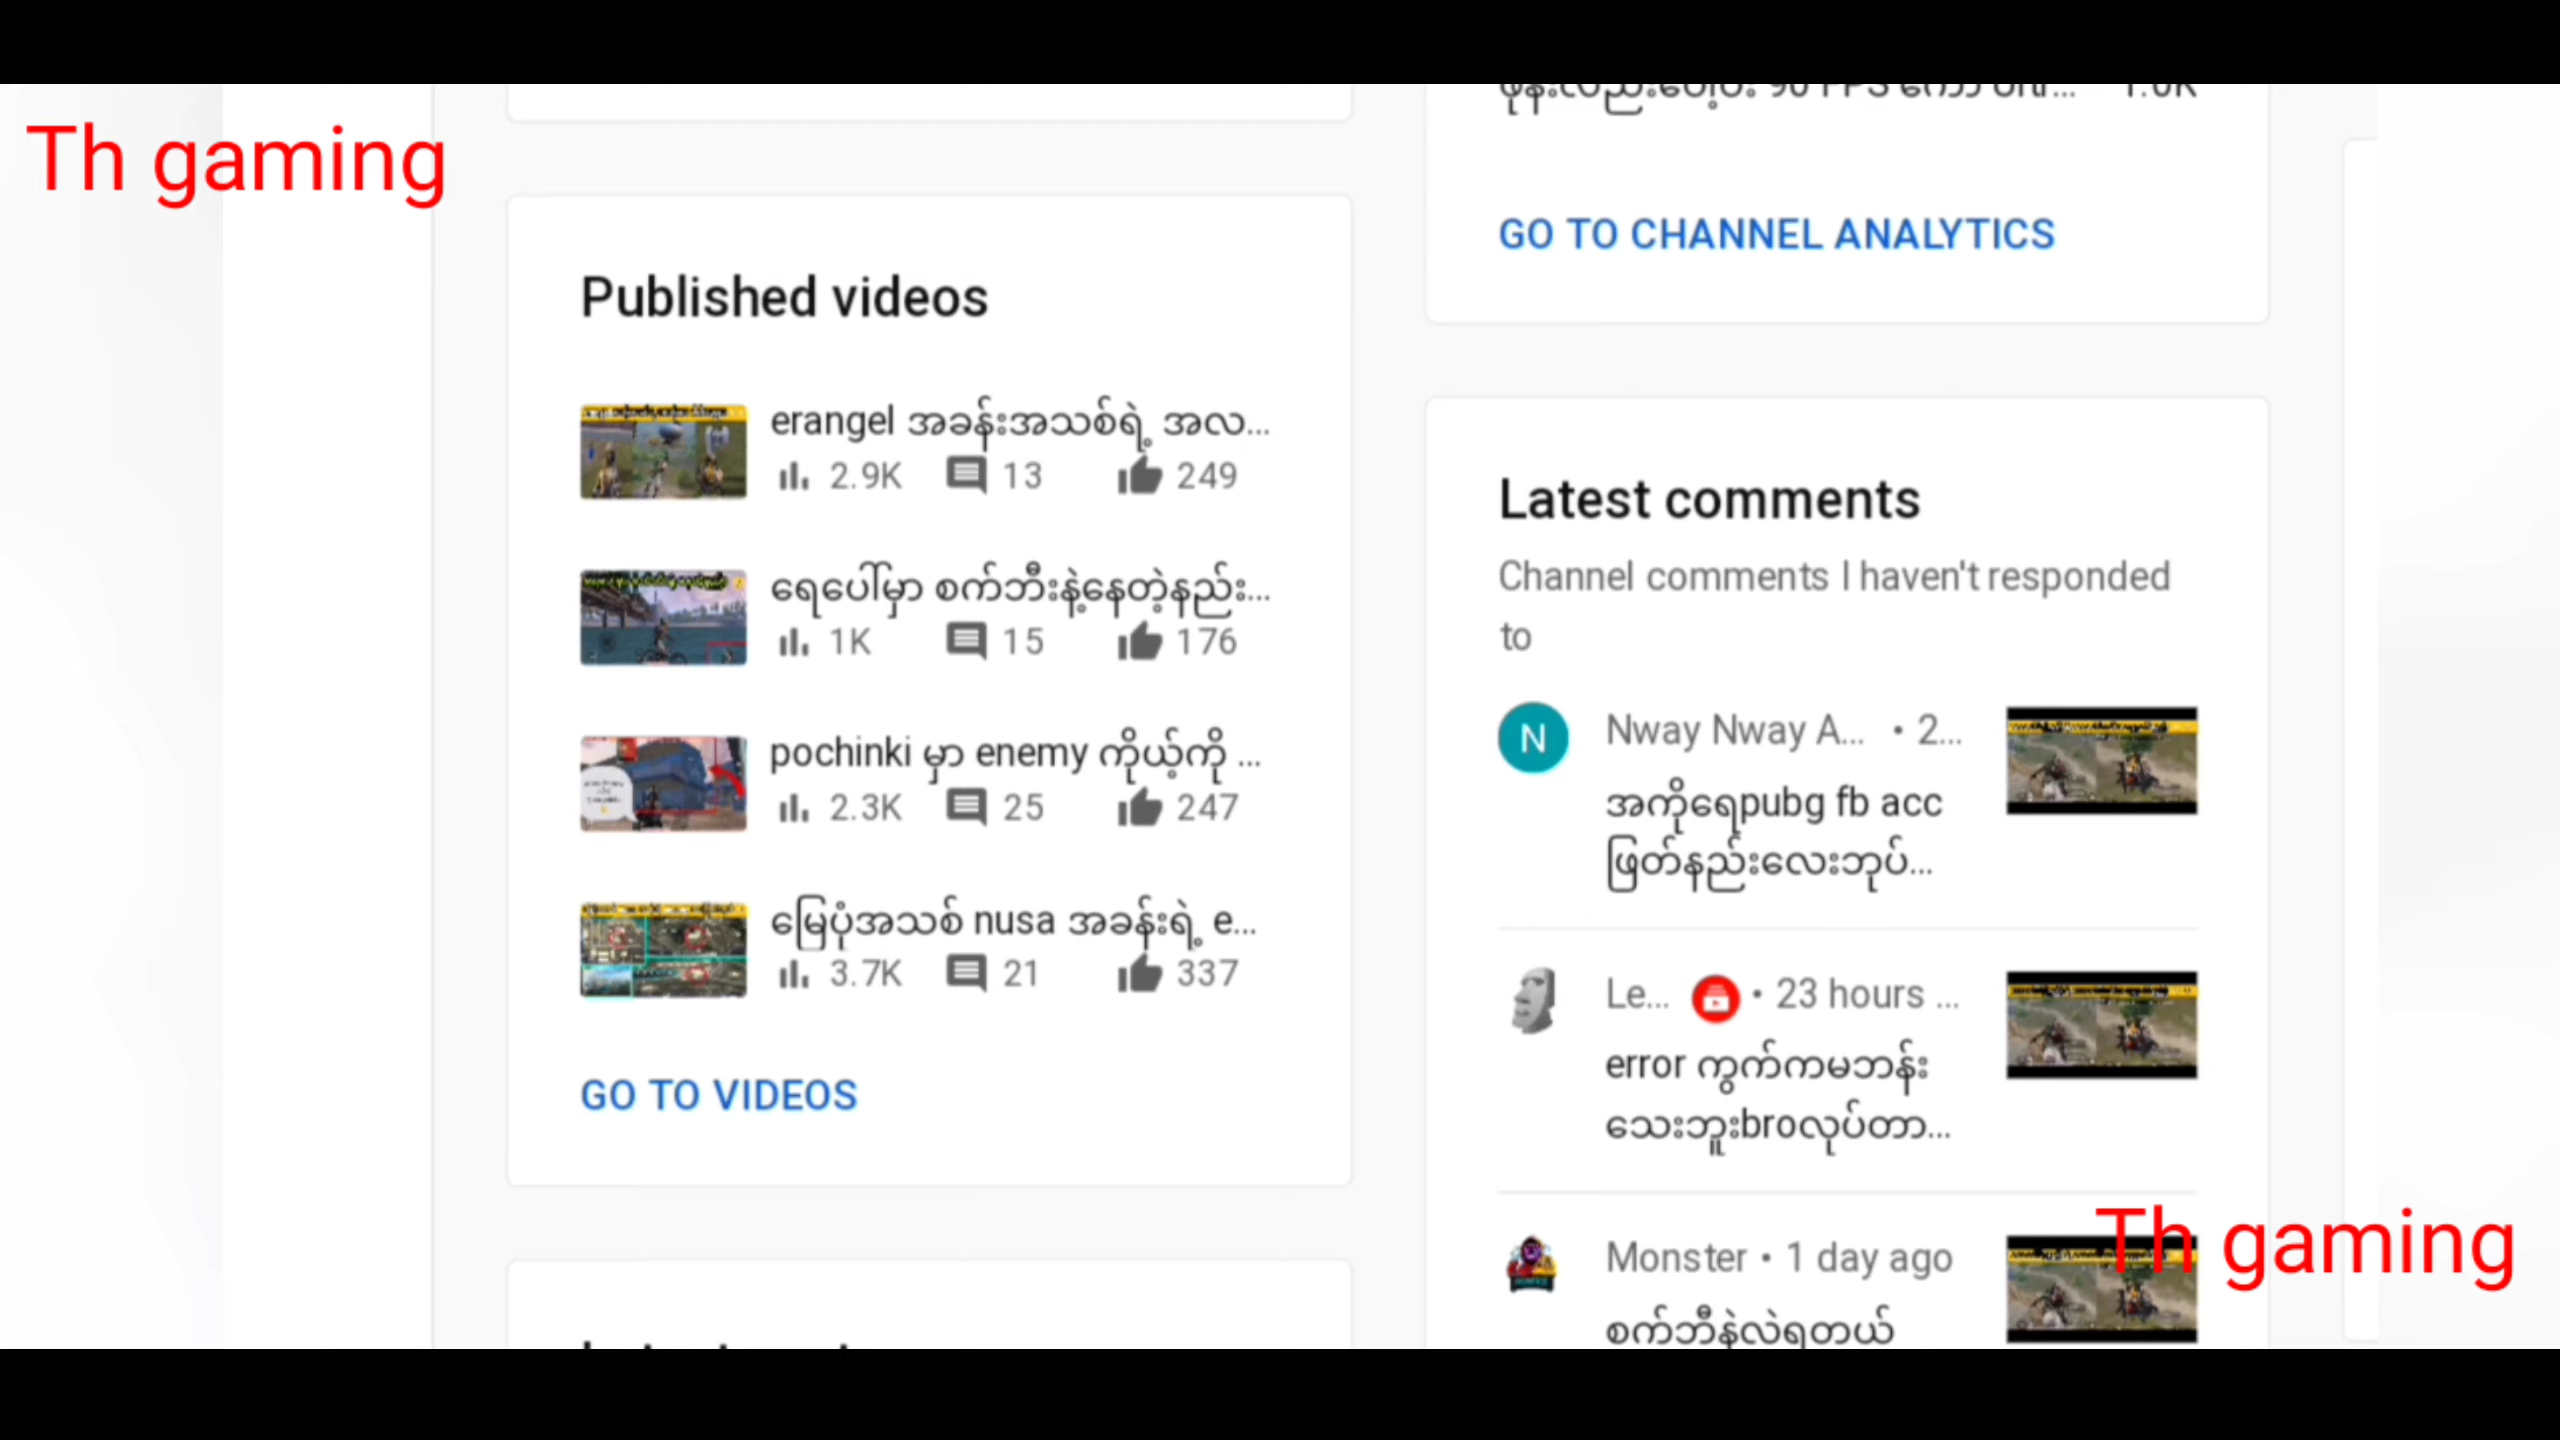 Th gaming
Published videos
erangel အခန်းအသစ်ရဲ့ အလ...
2.9K 13 249
ရေပေါ်မှာ စက်ဘီးနဲ့နေတဲ့နည်း...
1K 15 176
pochinki မှာ enemy ကိုယ့်ကို ...
2.3K 25 247
မြေပုံအသစ် nusa အခန်းရဲ့ e...
3.7K 21 337
GO TO VIDEOS
GO TO CHANNEL ANALYTICS
Latest comments
Channel comments I haven't responded
to
N
Nway Nway A... • 2...
အကိုရေpubg fb acc
ဖြတ်နည်းလေးဘုပ်...
Le... • 23 hours ...
error ကွက်ကမဘန်း
သေးဘူးbroလုပ်တာ...
Monster • 1 day ago
စက်ဘီနဲလဲရတယ်
Th gaming